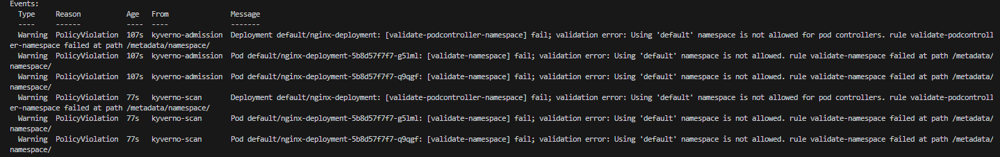 Events:
  Type     Reason           Age   From                Message
  ----     ------           ----  ----                -------
  Warning  PolicyViolation  107s  kyverno-admission  Deployment default/nginx-deployment: [validate-podcontroller-namespace] fail; validation error: Using 'default' namespace is not allowed for pod controllers. rule validate-podcontroll
er-namespace failed at path /metadata/namespace/
  Warning  PolicyViolation  107s  kyverno-admission  Pod default/nginx-deployment-5b8d57f7f7-g5lml: [validate-namespace] fail; validation error: Using 'default' namespace is not allowed. rule validate-namespace failed at path /metadata/
namespace/
  Warning  PolicyViolation  107s  kyverno-admission  Pod default/nginx-deployment-5b8d57f7f7-q9qgf: [validate-namespace] fail; validation error: Using 'default' namespace is not allowed. rule validate-namespace failed at path /metadata/
namespace/
  Warning  PolicyViolation  77s   kyverno-scan       Deployment default/nginx-deployment: [validate-podcontroller-namespace] fail; validation error: Using 'default' namespace is not allowed for pod controllers. rule validate-podcontroll
er-namespace failed at path /metadata/namespace/
  Warning  PolicyViolation  77s   kyverno-scan       Pod default/nginx-deployment-5b8d57f7f7-g5lml: [validate-namespace] fail; validation error: Using 'default' namespace is not allowed. rule validate-namespace failed at path /metadata/
namespace/
  Warning  PolicyViolation  77s   kyverno-scan       Pod default/nginx-deployment-5b8d57f7f7-q9qgf: [validate-namespace] fail; validation error: Using 'default' namespace is not allowed. rule validate-namespace failed at path /metadata/
namespace/